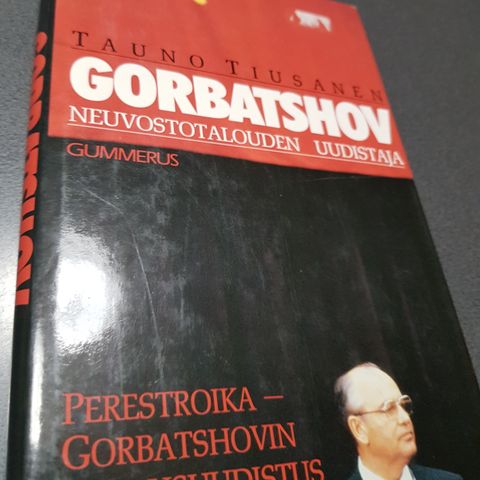 TAUNO TIUSANEN
GORBATSHOV
NEUVOSTOTALOUDEN UUDISTAJA
GUMMERUS
PERESTROIKA –
GORBATSHOVIN